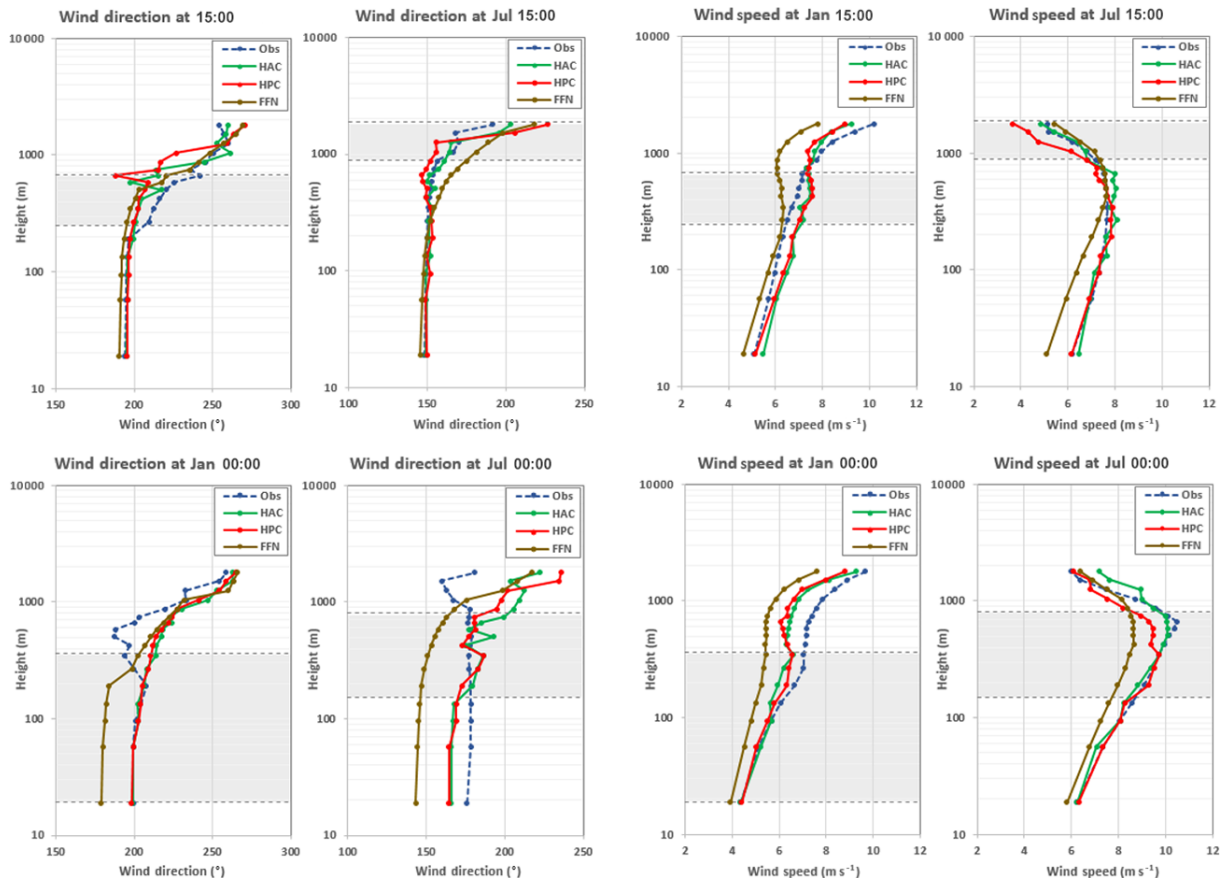 Wind direction at 15:00
10 000
1000
100
10
Height (m)
150 200 250 300
Wind direction (°)
Obs
HAC
HPC
FFN
Wind direction at Jul 15:00
10000
1000
100
10
Height (m)
100 150 200 250 300
Wind direction (°)
Obs
HAC
HPC
FFN
Wind speed at Jan 15:00
10000
1000
100
10
Height (m)
2 4 6 8 10 12
Wind speed (m s⁻¹)
Obs
HAC
HPC
FFN
Wind speed at Jul 15:00
10 000
1000
100
10
Height (m)
2 4 6 8 10 12
Wind speed (m s⁻¹)
Obs
HAC
HPC
FFN
Wind direction at Jan 00:00
10000
1000
100
10
Height (m)
150 200 250 300
Wind direction (°)
Obs
HAC
HPC
FFN
Wind direction at Jul 00:00
10000
1000
100
10
Height (m)
100 150 200 250
Wind direction (°)
Obs
HAC
HPC
FFN
Wind speed at Jan 00:00
10000
1000
100
10
Height (m)
2 4 6 8 10 12
Wind speed (m s⁻¹)
Obs
HAC
HPC
FFN
Wind speed at Jul 00:00
10000
1000
100
10
Height (m)
2 4 6 8 10 12
Wind speed (m s⁻¹)
Obs
HAC
HPC
FFN